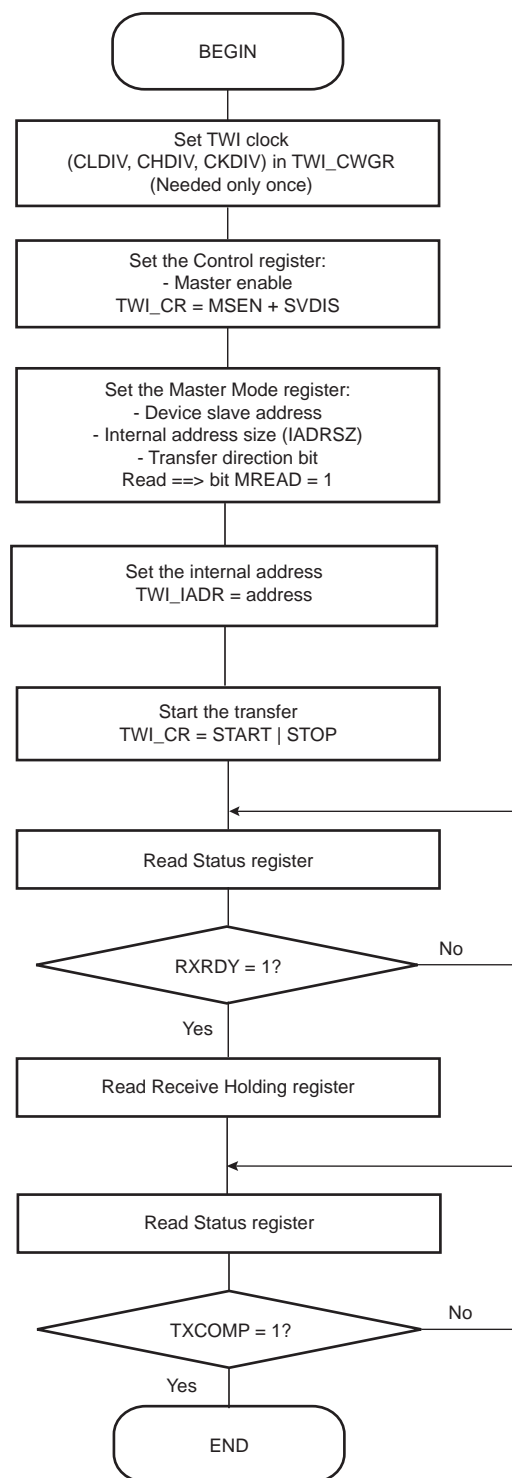 BEGIN
Set TWI clock
(CLDIV, CHDIV, CKDIV) in TWI_CWGR
(Needed only once)
Set the Control register:
- Master enable
TWI_CR = MSEN + SVDIS
Set the Master Mode register:
- Device slave address
- Internal address size (IADRSZ)
- Transfer direction bit
Read ==> bit MREAD = 1
Set the internal address
TWI_IADR = address
Start the transfer
TWI_CR = START | STOP
Read Status register
RXRDY = 1?
No
Yes
Read Receive Holding register
Read Status register
TXCOMP = 1?
No
Yes
END